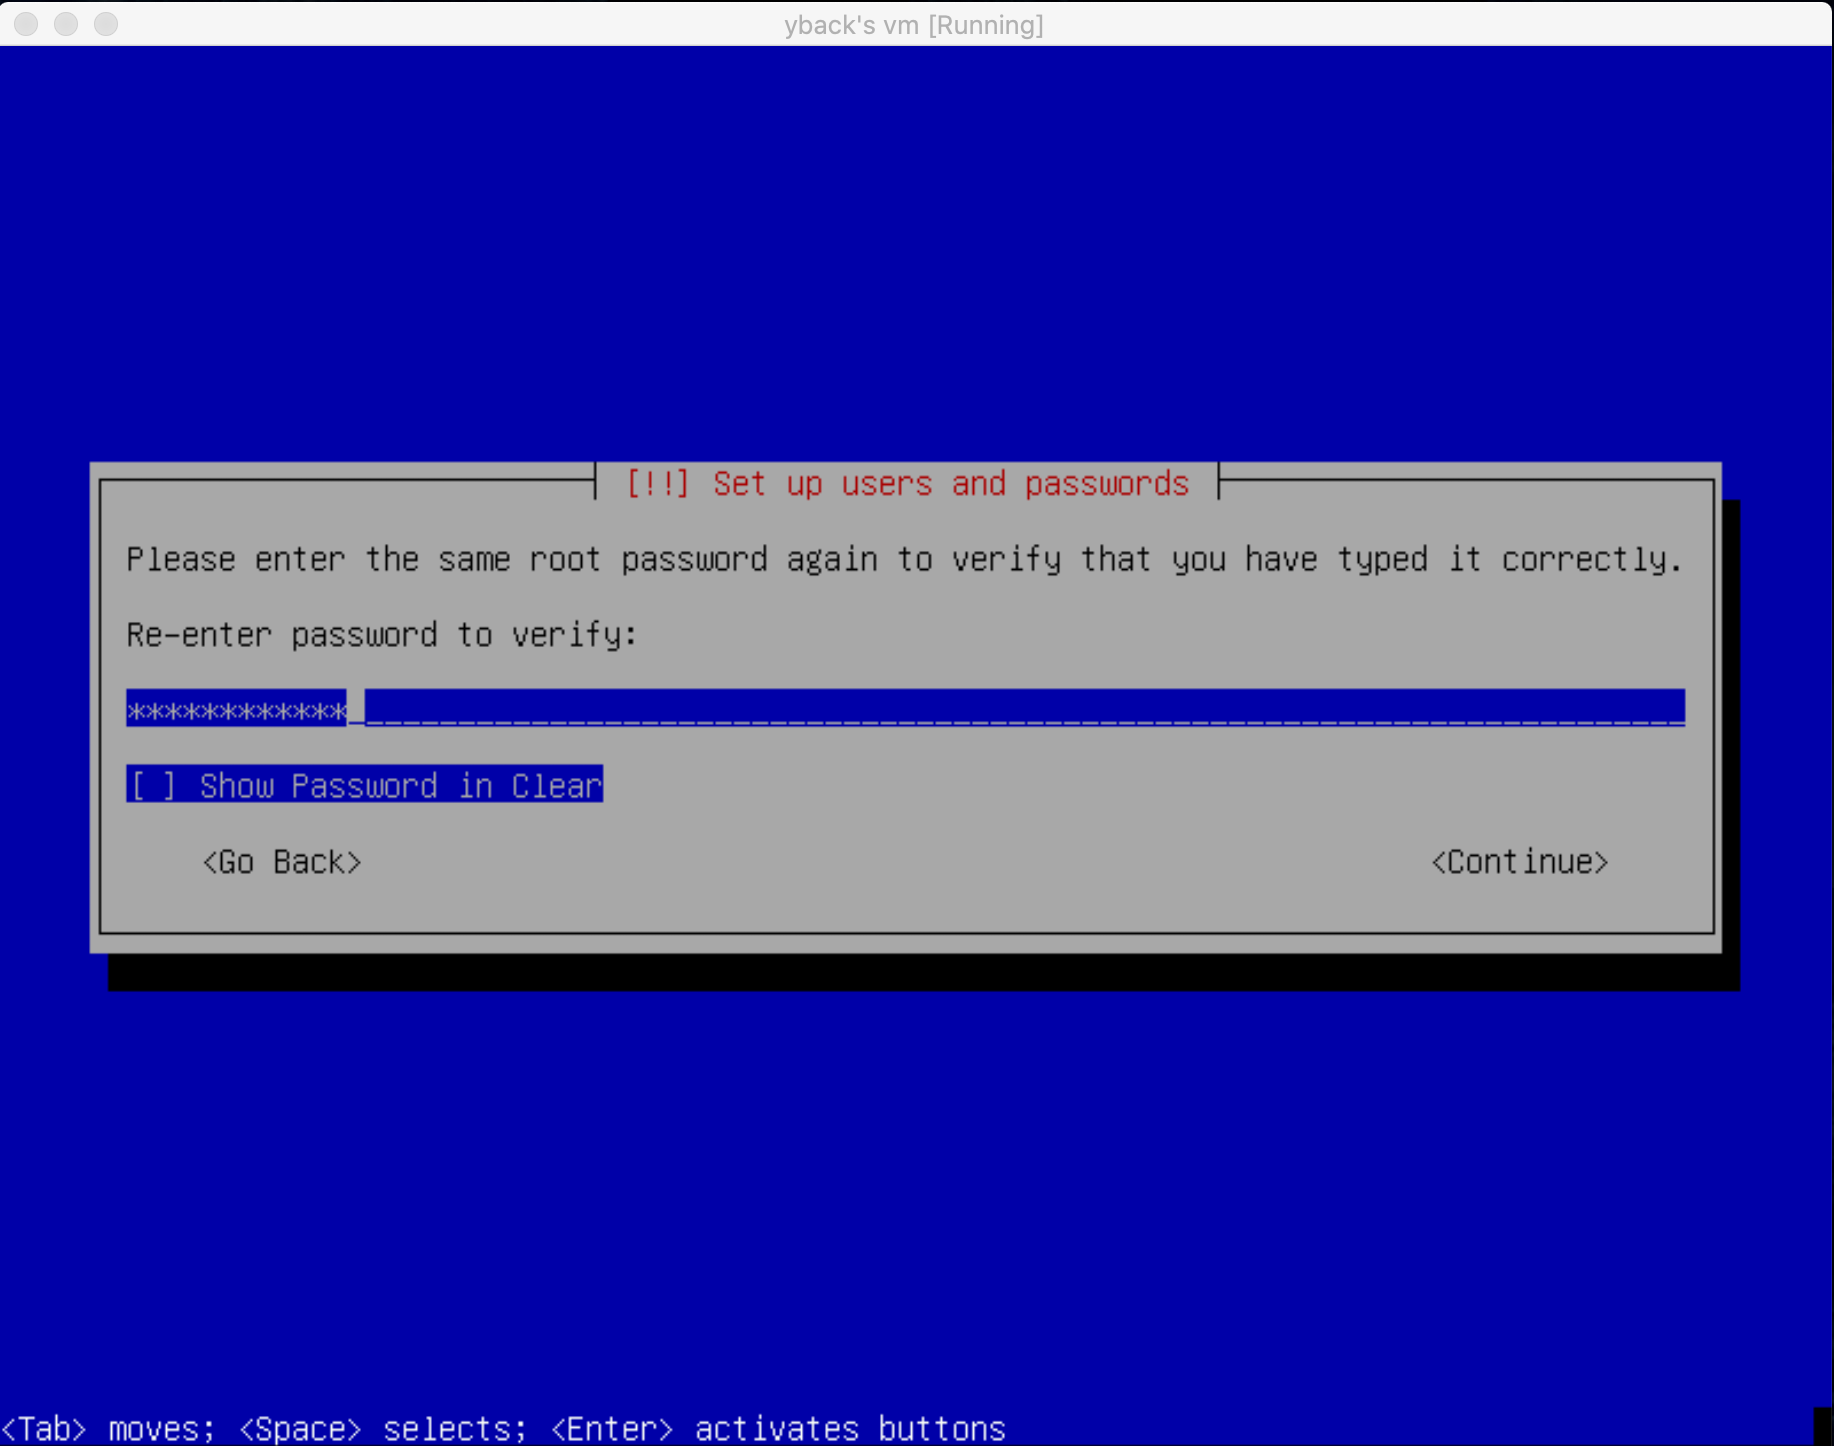 yback's vm [Running]
[!!] Set up users and passwords
Please enter the same root password again to verify that you have typed it correctly.
Re-enter password to verify:
************_________________________________________________________________________
[ ] Show Password in Clear
<Go Back> <Continue>
<Tab> moves; <Space> selects; <Enter> activates buttons